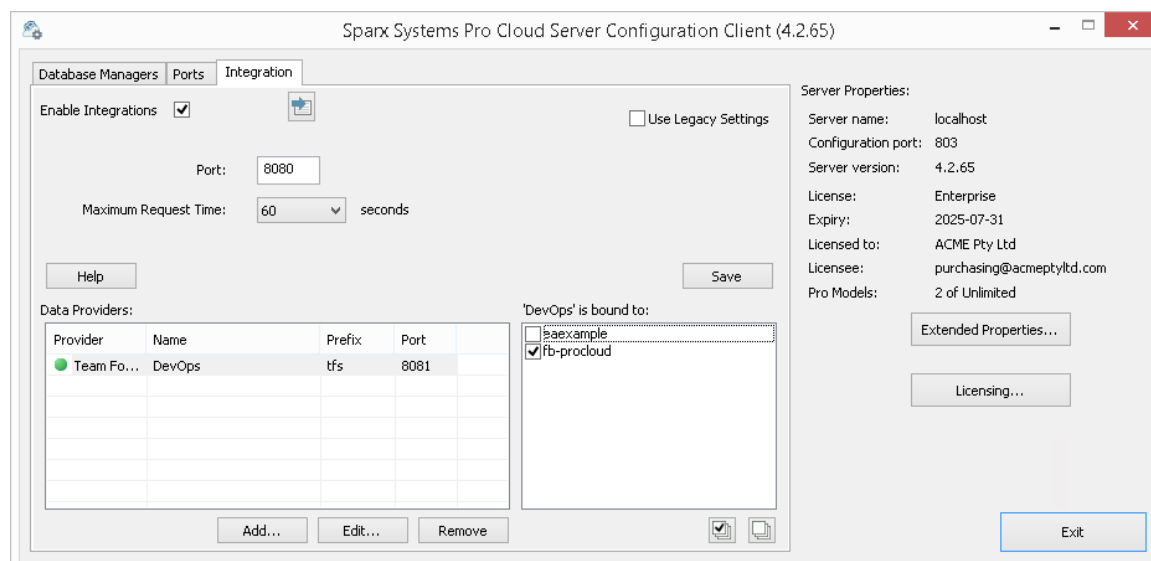 Sparx Systems Pro Cloud Server Configuration Client (4.2.65)
Database Managers Ports Integration
Enable Integrations
Use Legacy Settings
Port: 8080
Maximum Request Time: 60 seconds
Help Save
Data Providers:
Provider Name Prefix Port
Team Fo... DevOps tfs 8081
Add... Edit... Remove
'DevOps' is bound to:
eaexample
fb-procloud
Server Properties:
Server name: localhost
Configuration port: 803
Server version: 4.2.65
License: Enterprise
Expiry: 2025-07-31
Licensed to: ACME Pty Ltd
Licensee: purchasing@acmeptyltd.com
Pro Models: 2 of Unlimited
Extended Properties...
Licensing...
Exit